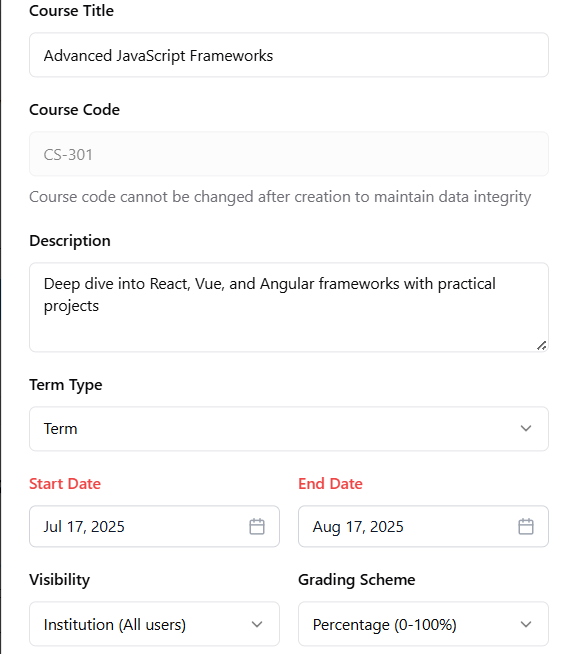 Course Title
Advanced JavaScript Frameworks
Course Code
CS-301
Course code cannot be changed after creation to maintain data integrity
Description
Deep dive into React, Vue, and Angular frameworks with practical
projects
Term Type
Term
Start Date
End Date
Jul 17, 2025
Aug 17, 2025
Visibility
Grading Scheme
Institution (All users)
Percentage (0-100%)